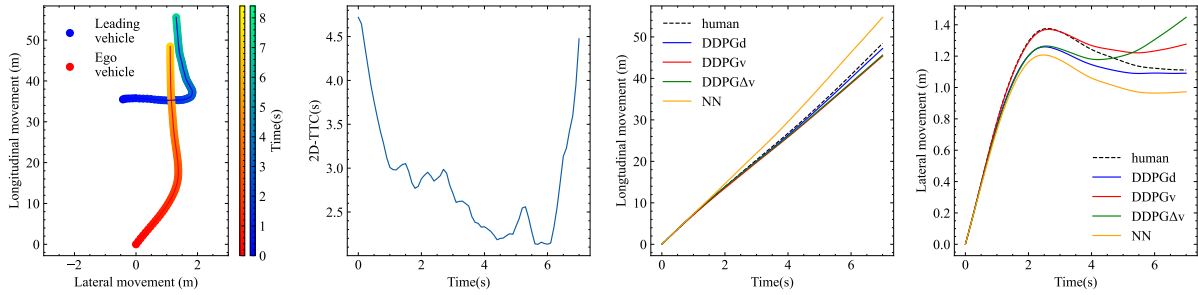 Longitudinal movement (m)
50
40
30
20
10
0
−2
0
2
Lateral movement (m)
Leading
vehicle
Ego
vehicle
8
7
6
5
4
3
2
1
0
Time(s)
2D-TTC(s)
4.5
4.0
3.5
3.0
2.5
0
2
4
6
Time(s)
Longtudinal movement (m)
50
40
30
20
10
0
0
2
4
6
Time(s)
human
DDPGd
DDPGv
DDPGΔv
NN
Lateral movement (m)
1.4
1.2
1.0
0.8
0.6
0.4
0.2
0.0
0
2
4
6
Time(s)
human
DDPGd
DDPGv
DDPGΔv
NN